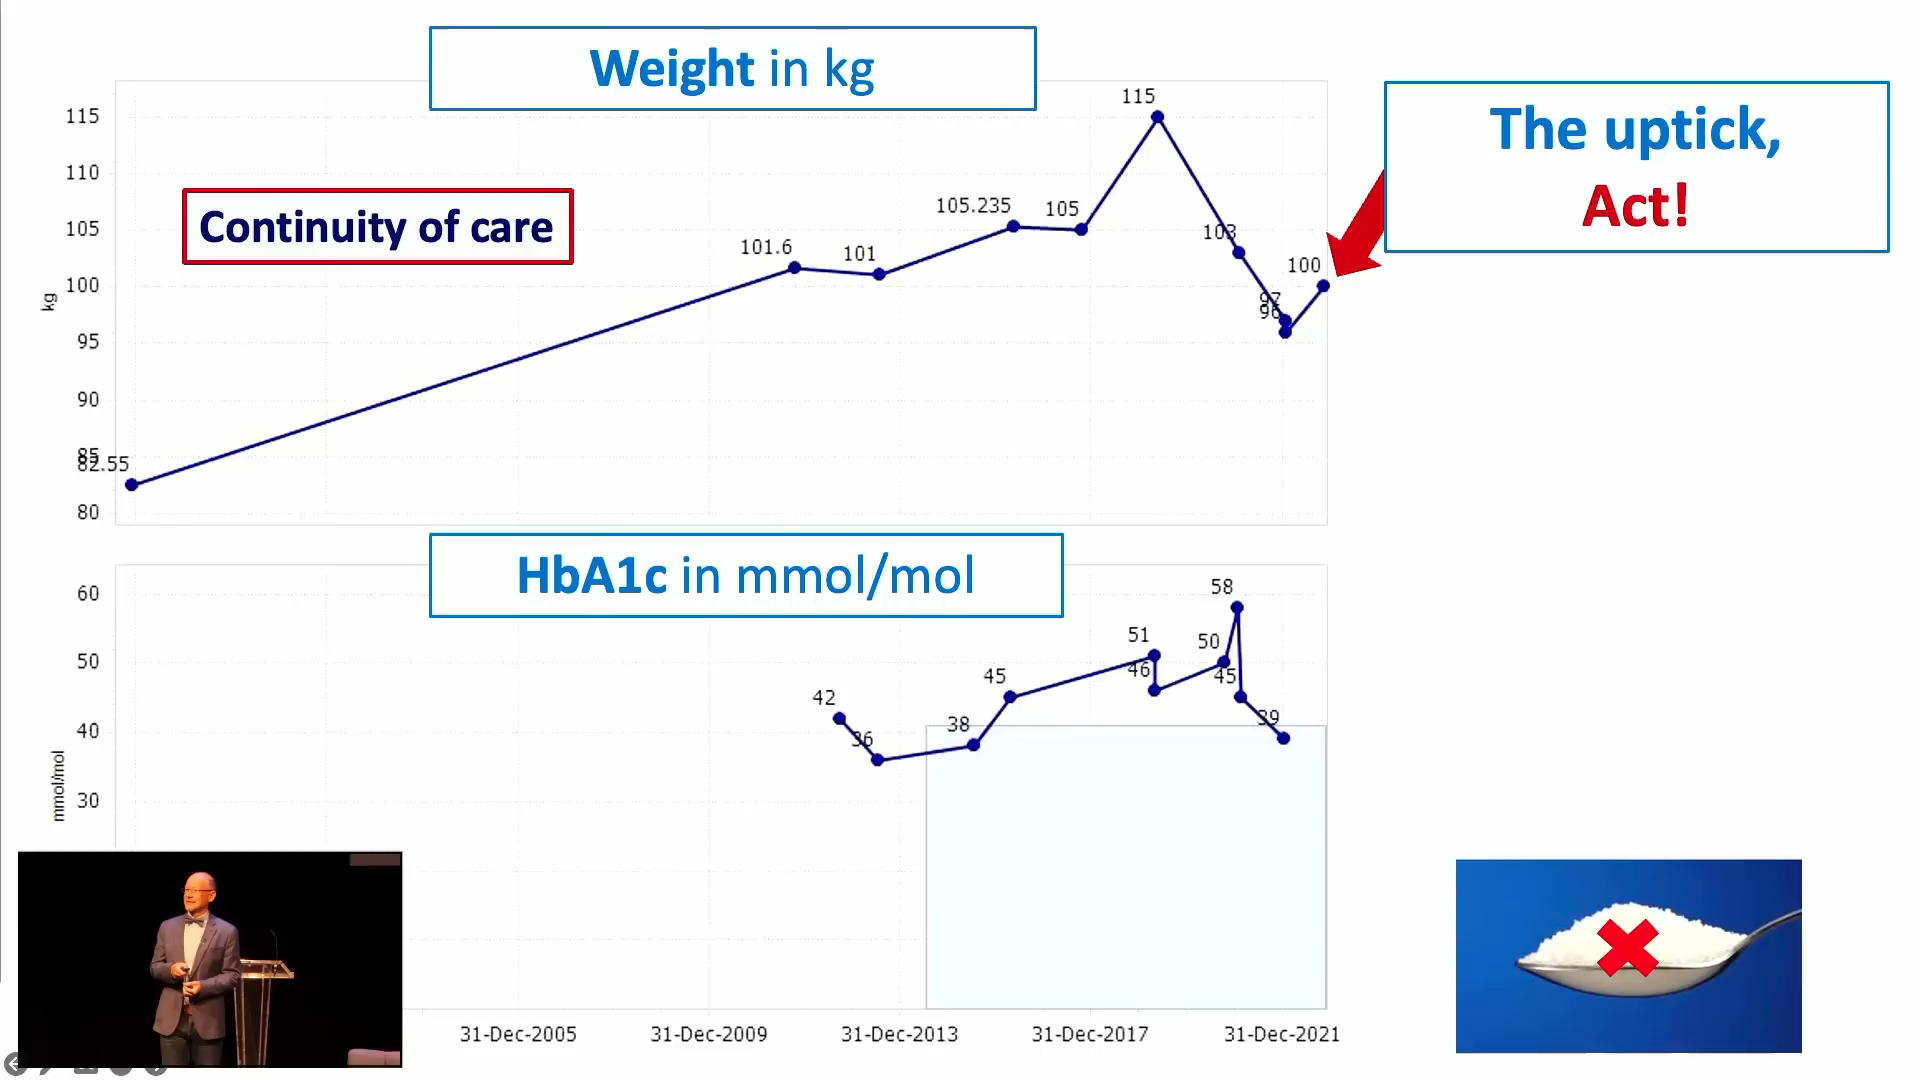 Weight in kg
The uptick,
Act!
Continuity of care
115
110
105
100
95
90
85
80
kg
82.55
101.6
101
105.235
105
115
103
97
96
100
HbA1c in mmol/mol
60
50
40
30
mmol/mol
42
36
38
45
51
46
50
58
45
39
31-Dec-2005
31-Dec-2009
31-Dec-2013
31-Dec-2017
31-Dec-2021